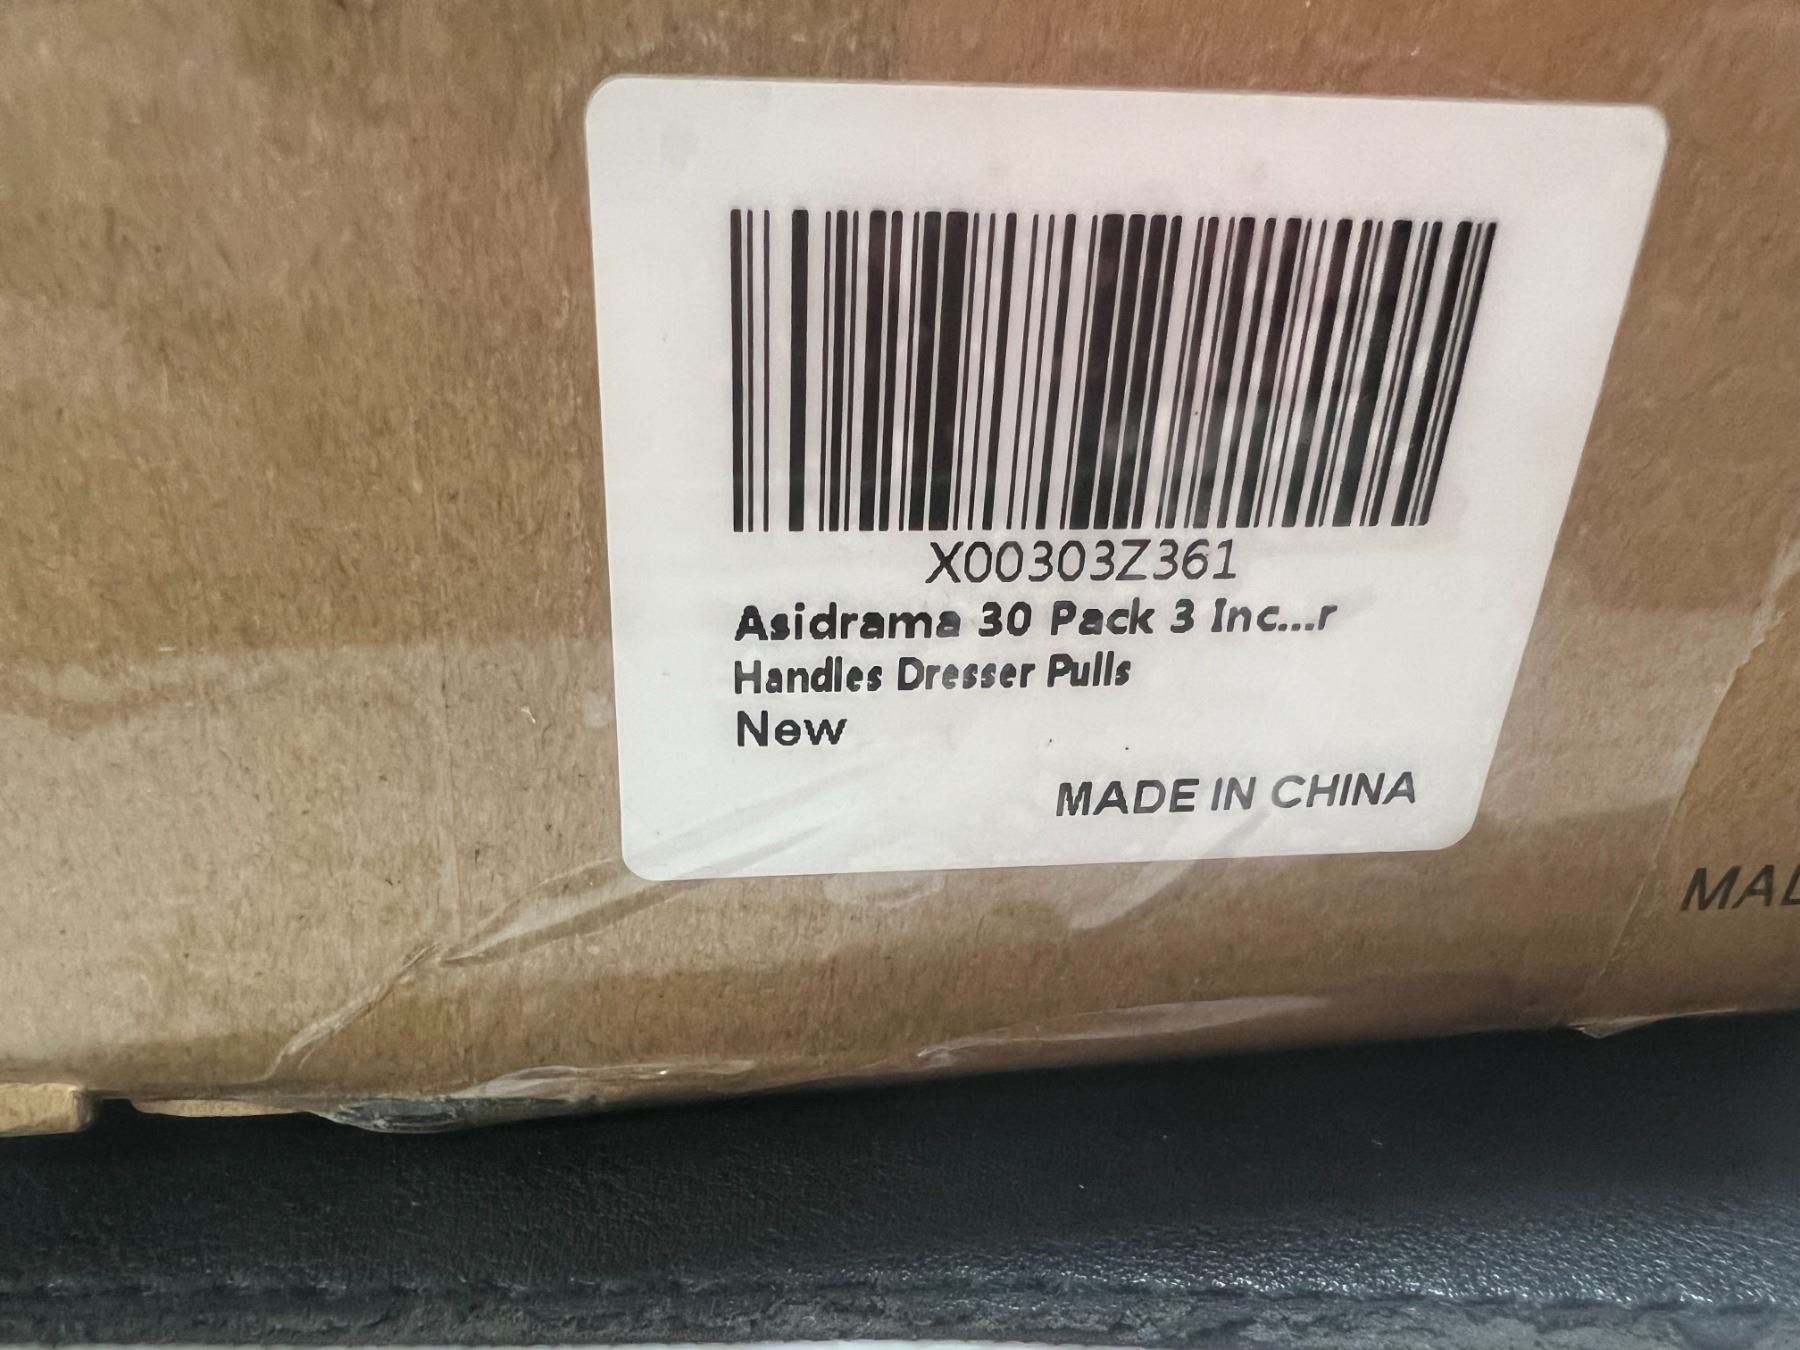 X00303Z361
Asidrama 30 Pack 3 Inc...r
Handles Dresser Pulls
New
MADE IN CHINA